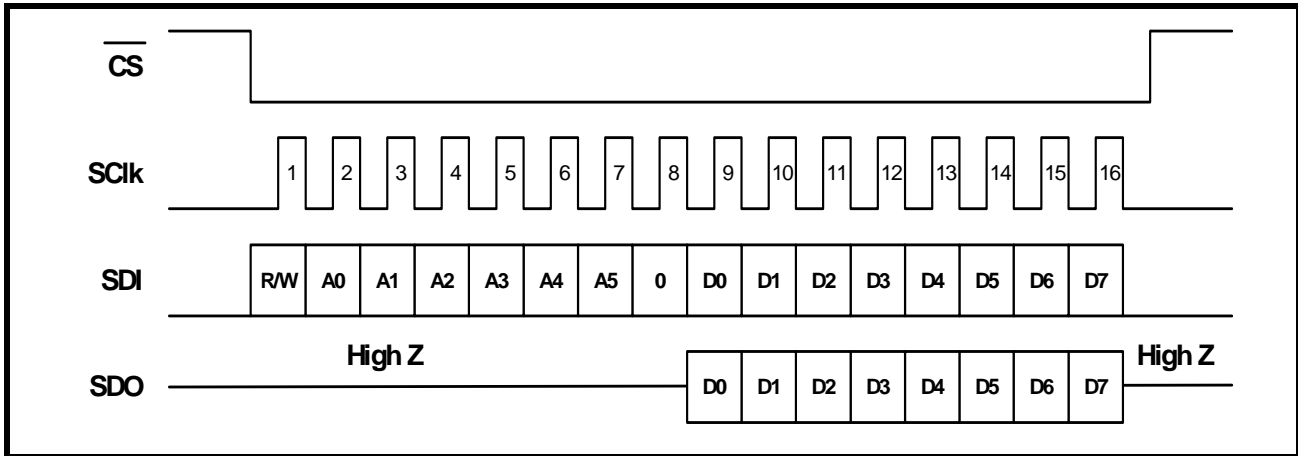 CS
SClk 1 2 3 4 5 6 7 8 9 10 11 12 13 14 15 16
SDI R/W A0 A1 A2 A3 A4 A5 0 D0 D1 D2 D3 D4 D5 D6 D7
High Z High Z
SDO D0 D1 D2 D3 D4 D5 D6 D7